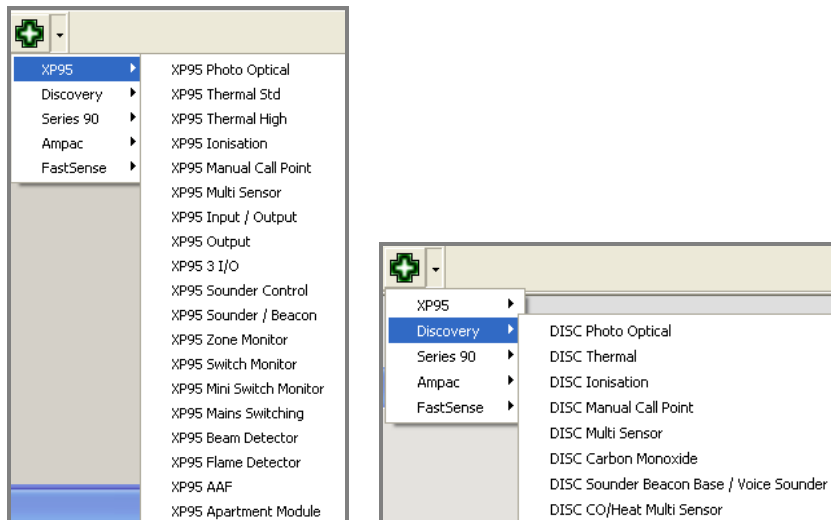 XP95
Discovery
Series 90
Ampac
FastSense
XP95 Photo Optical
XP95 Thermal Std
XP95 Thermal High
XP95 Ionisation
XP95 Manual Call Point
XP95 Multi Sensor
XP95 Input / Output
XP95 Output
XP95 3 I/O
XP95 Sounder Control
XP95 Sounder / Beacon
XP95 Zone Monitor
XP95 Switch Monitor
XP95 Mini Switch Monitor
XP95 Mains Switching
XP95 Beam Detector
XP95 Flame Detector
XP95 AAF
XP95 Apartment Module
XP95
Discovery
Series 90
Ampac
FastSense
DISC Photo Optical
DISC Thermal
DISC Ionisation
DISC Manual Call Point
DISC Multi Sensor
DISC Carbon Monoxide
DISC Sounder Beacon Base / Voice Sounder
DISC CO/Heat Multi Sensor